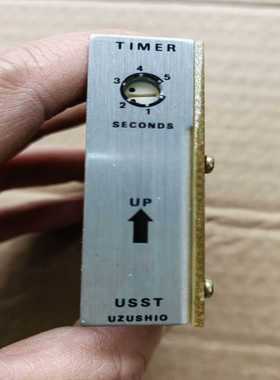 TIMER
4
3 5
2 1
SECONDS
UP
USST
UZUSHIO